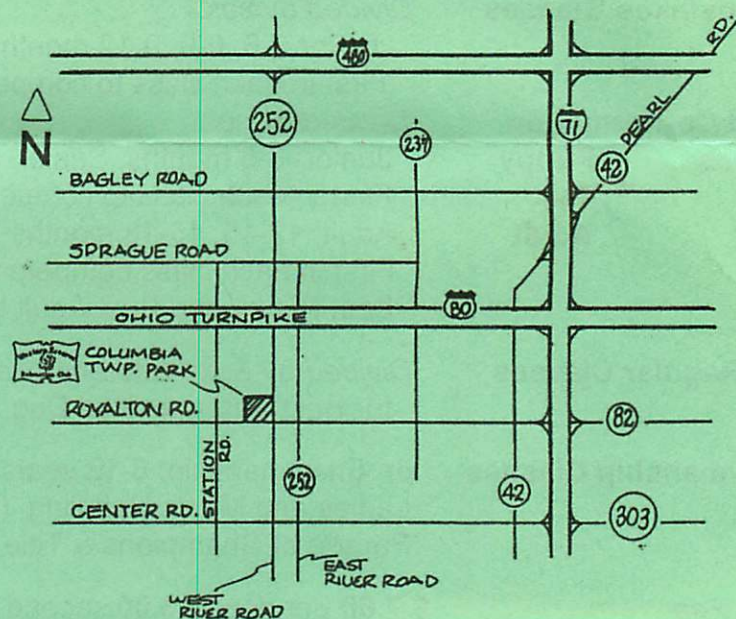 RD.
480
PEARL
252
237
71
42
N
BAGLEY ROAD
SPRAGUE ROAD
80
OHIO TURNPIKE
COLUMBIA
TWP. PARK
ROYALTON RD.
82
STATION
RD.
252
42
CENTER RD.
303
EAST
RIVER ROAD
WEST
RIVER ROAD